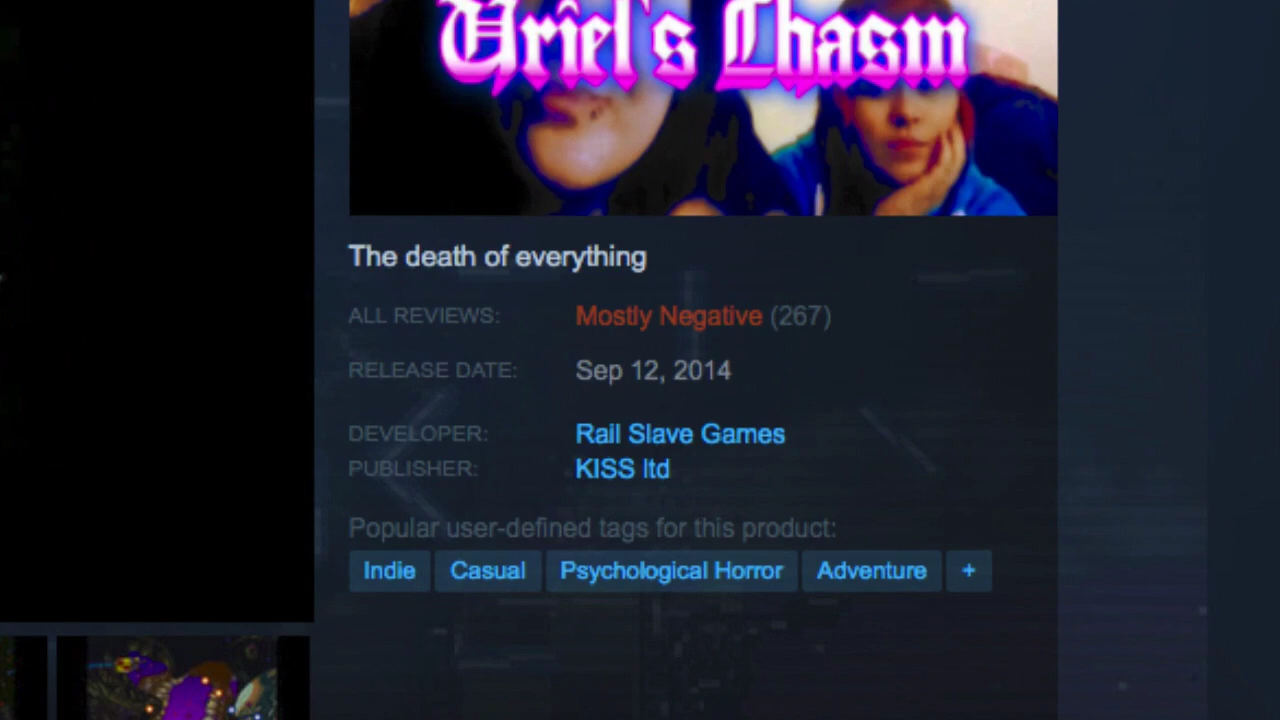 Uriel's Chasm
The death of everything
ALL REVIEWS: Mostly Negative (267)
RELEASE DATE: Sep 12, 2014
DEVELOPER: Rail Slave Games
PUBLISHER: KISS ltd
Popular user-defined tags for this product:
Indie Casual Psychological Horror Adventure +